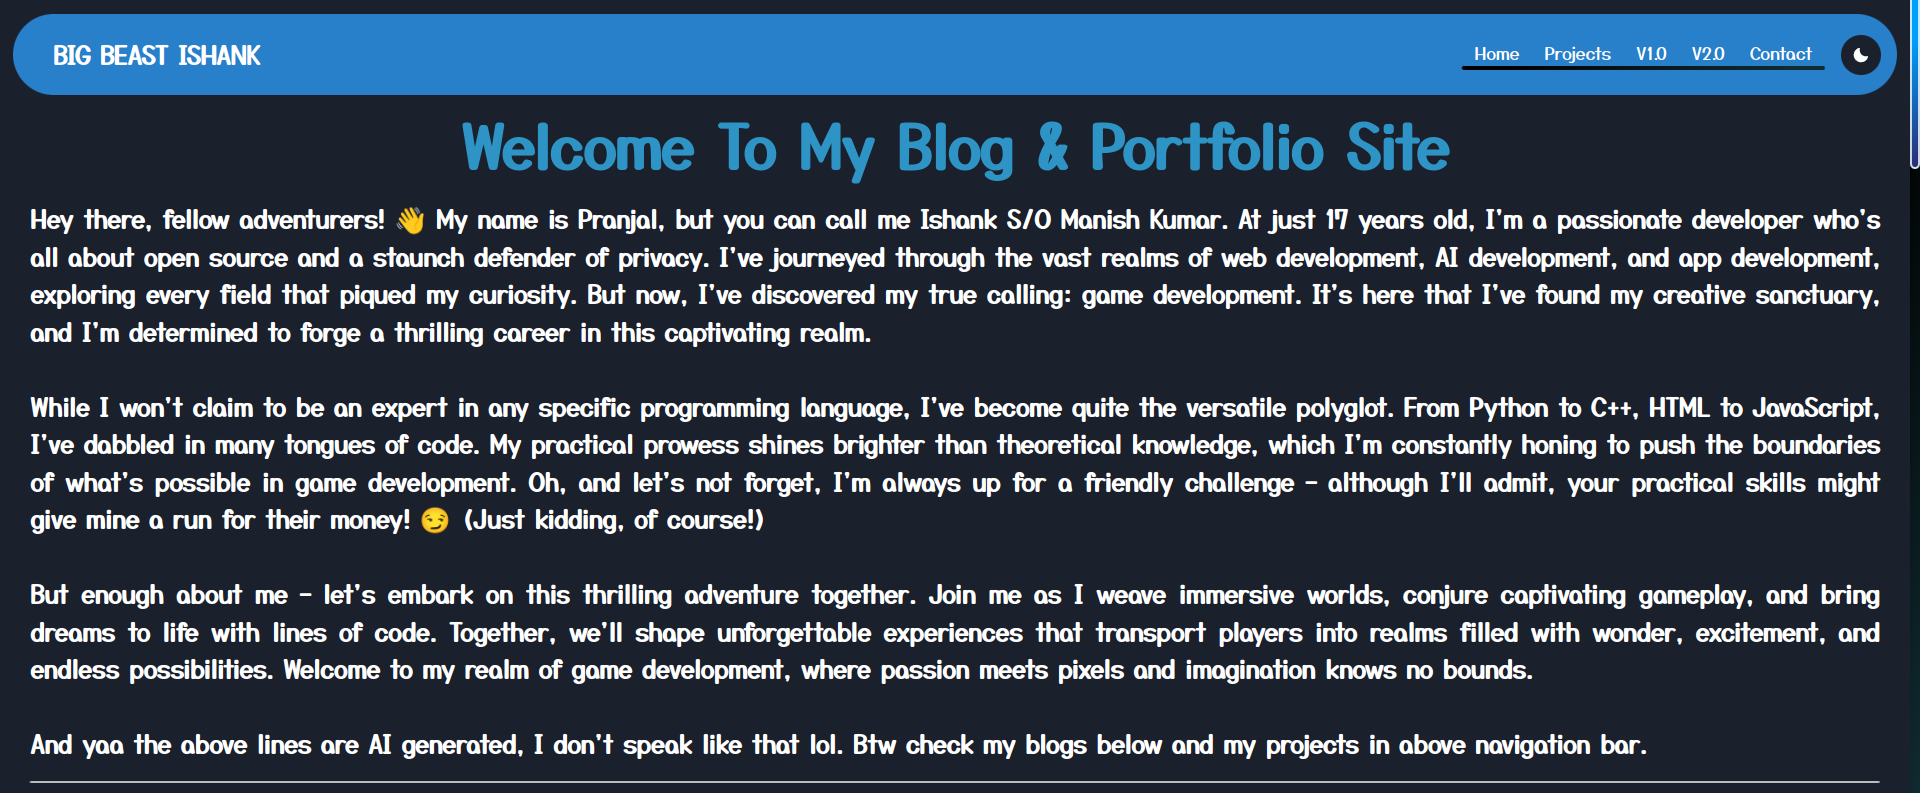 BIG BEAST ISHANK
Home Projects V1.0 V2.0 Contact
Welcome To My Blog & Portfolio Site
Hey there, fellow adventurers! 👋 My name is Pranjal, but you can call me Ishank S/O Manish Kumar. At just 17 years old, I'm a passionate developer who's
all about open source and a staunch defender of privacy. I've journeyed through the vast realms of web development, AI development, and app development,
exploring every field that piqued my curiosity. But now, I've discovered my true calling: game development. It's here that I've found my creative sanctuary,
and I'm determined to forge a thrilling career in this captivating realm.
While I won't claim to be an expert in any specific programming language, I've become quite the versatile polyglot. From Python to C++, HTML to JavaScript,
I've dabbled in many tongues of code. My practical prowess shines brighter than theoretical knowledge, which I'm constantly honing to push the boundaries
of what's possible in game development. Oh, and let's not forget, I'm always up for a friendly challenge - although I'll admit, your practical skills might
give mine a run for their money! 😏 (Just kidding, of course!)
But enough about me - let's embark on this thrilling adventure together. Join me as I weave immersive worlds, conjure captivating gameplay, and bring
dreams to life with lines of code. Together, we'll shape unforgettable experiences that transport players into realms filled with wonder, excitement, and
endless possibilities. Welcome to my realm of game development, where passion meets pixels and imagination knows no bounds.
And yaa the above lines are AI generated, I don't speak like that lol. Btw check my blogs below and my projects in above navigation bar.